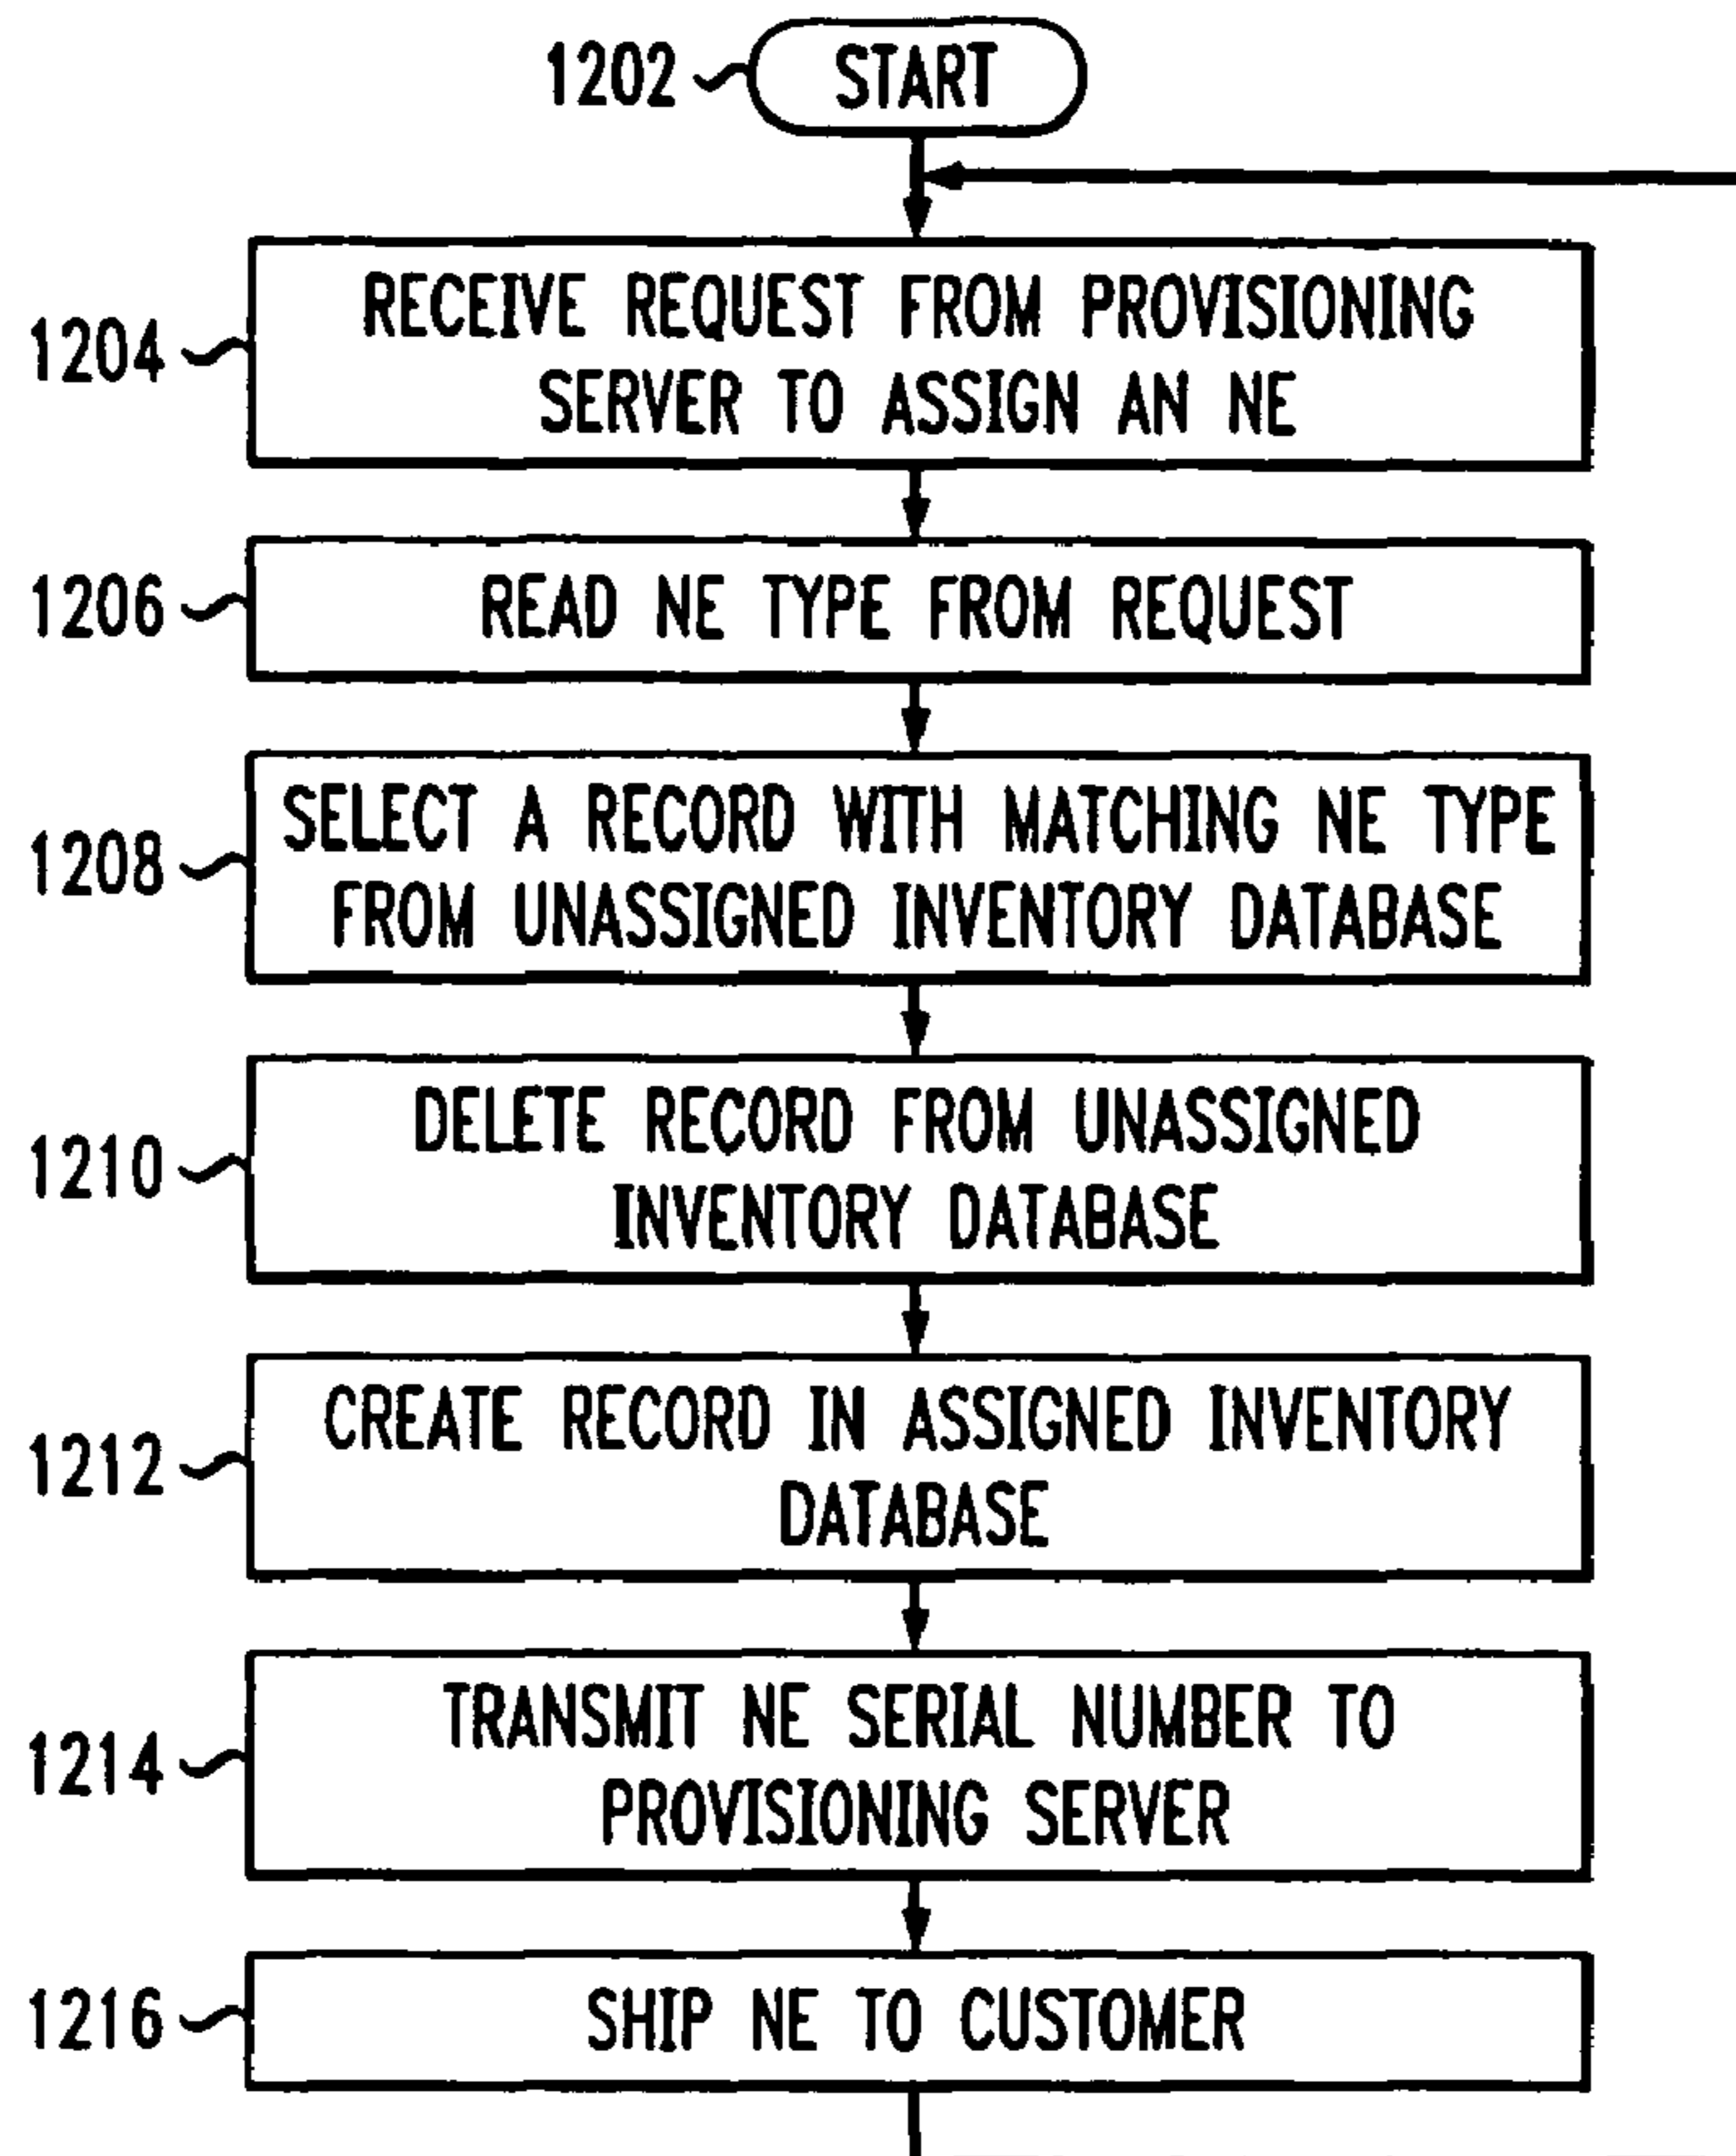 1202 START
1204 RECEIVE REQUEST FROM PROVISIONING
SERVER TO ASSIGN AN NE
1206 READ NE TYPE FROM REQUEST
1208 SELECT A RECORD WITH MATCHING NE TYPE
FROM UNASSIGNED INVENTORY DATABASE
1210 DELETE RECORD FROM UNASSIGNED
INVENTORY DATABASE
1212 CREATE RECORD IN ASSIGNED INVENTORY
DATABASE
1214 TRANSMIT NE SERIAL NUMBER TO
PROVISIONING SERVER
1216 SHIP NE TO CUSTOMER